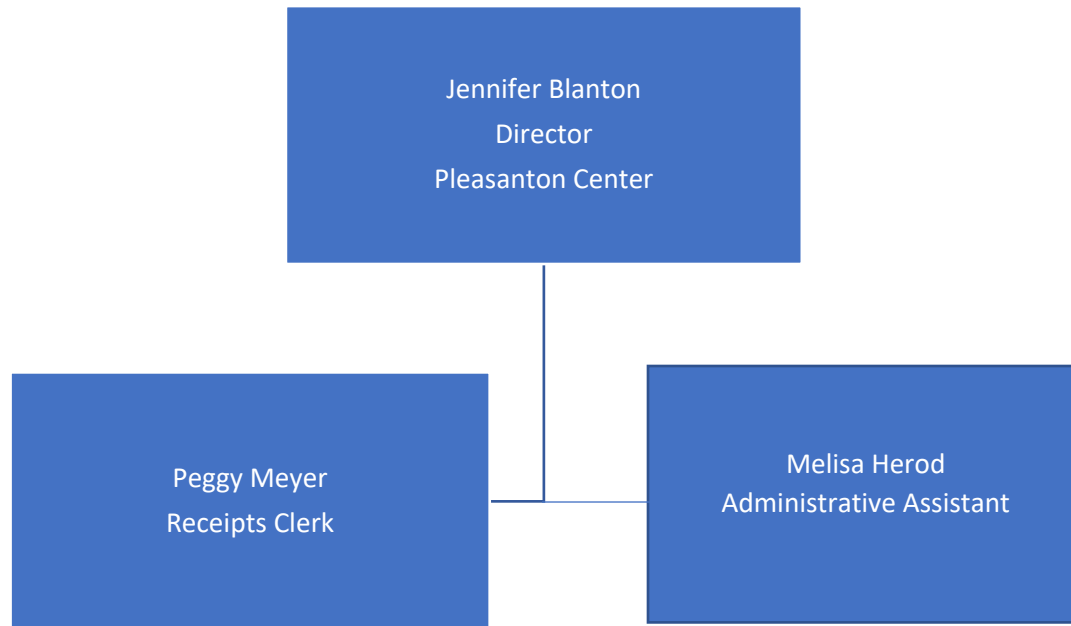 Jennifer Blanton
Director
Pleasanton Center
Peggy Meyer
Receipts Clerk
Melisa Herod
Administrative Assistant